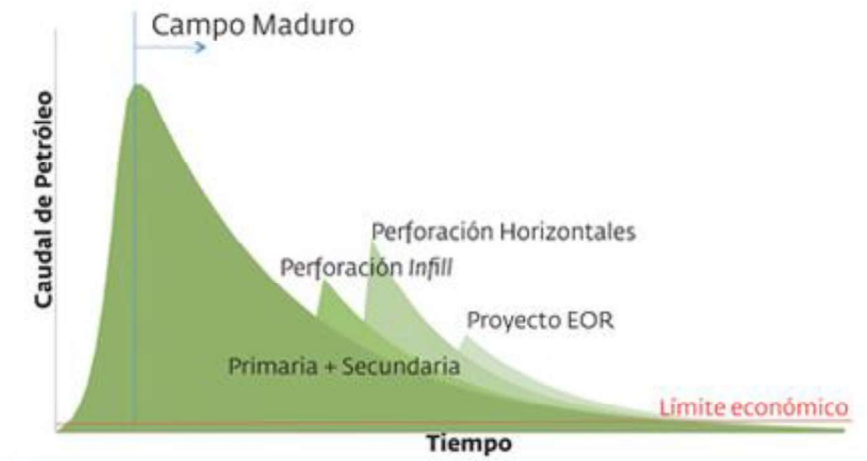 Campo Maduro
Caudal de Petróleo
Perforación Horizontales
Perforación Infill
Proyecto EOR
Primaria + Secundaria
Límite económico
Tiempo